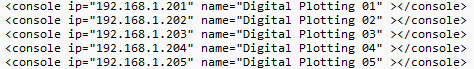 <console ip="192.168.1.201" name="Digital Plotting 01" ></console>
<console ip="192.168.1.202" name="Digital Plotting 02" ></console>
<console ip="192.168.1.203" name="Digital Plotting 03" ></console>
<console ip="192.168.1.204" name="Digital Plotting 04" ></console>
<console ip="192.168.1.205" name="Digital Plotting 05" ></console>